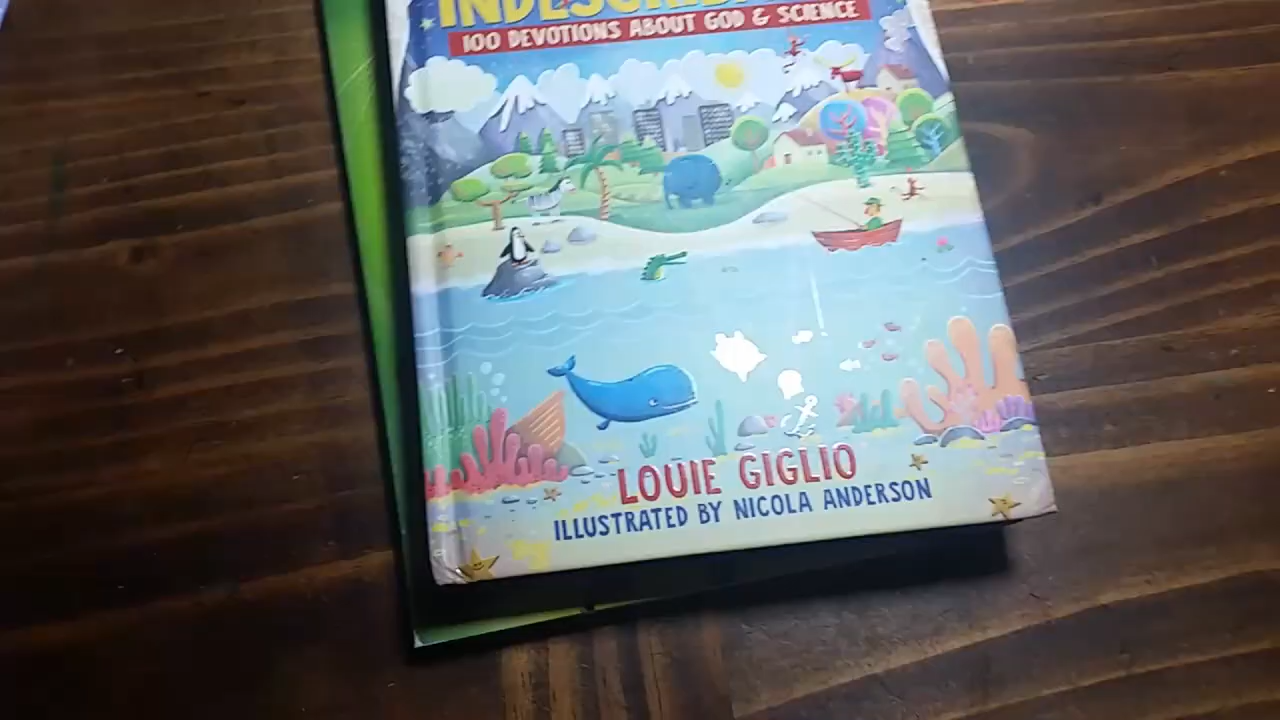 100 DEVOTIONS ABOUT GOD & SCIENCE
LOUIE GIGLIO
ILLUSTRATED BY NICOLA ANDERSON